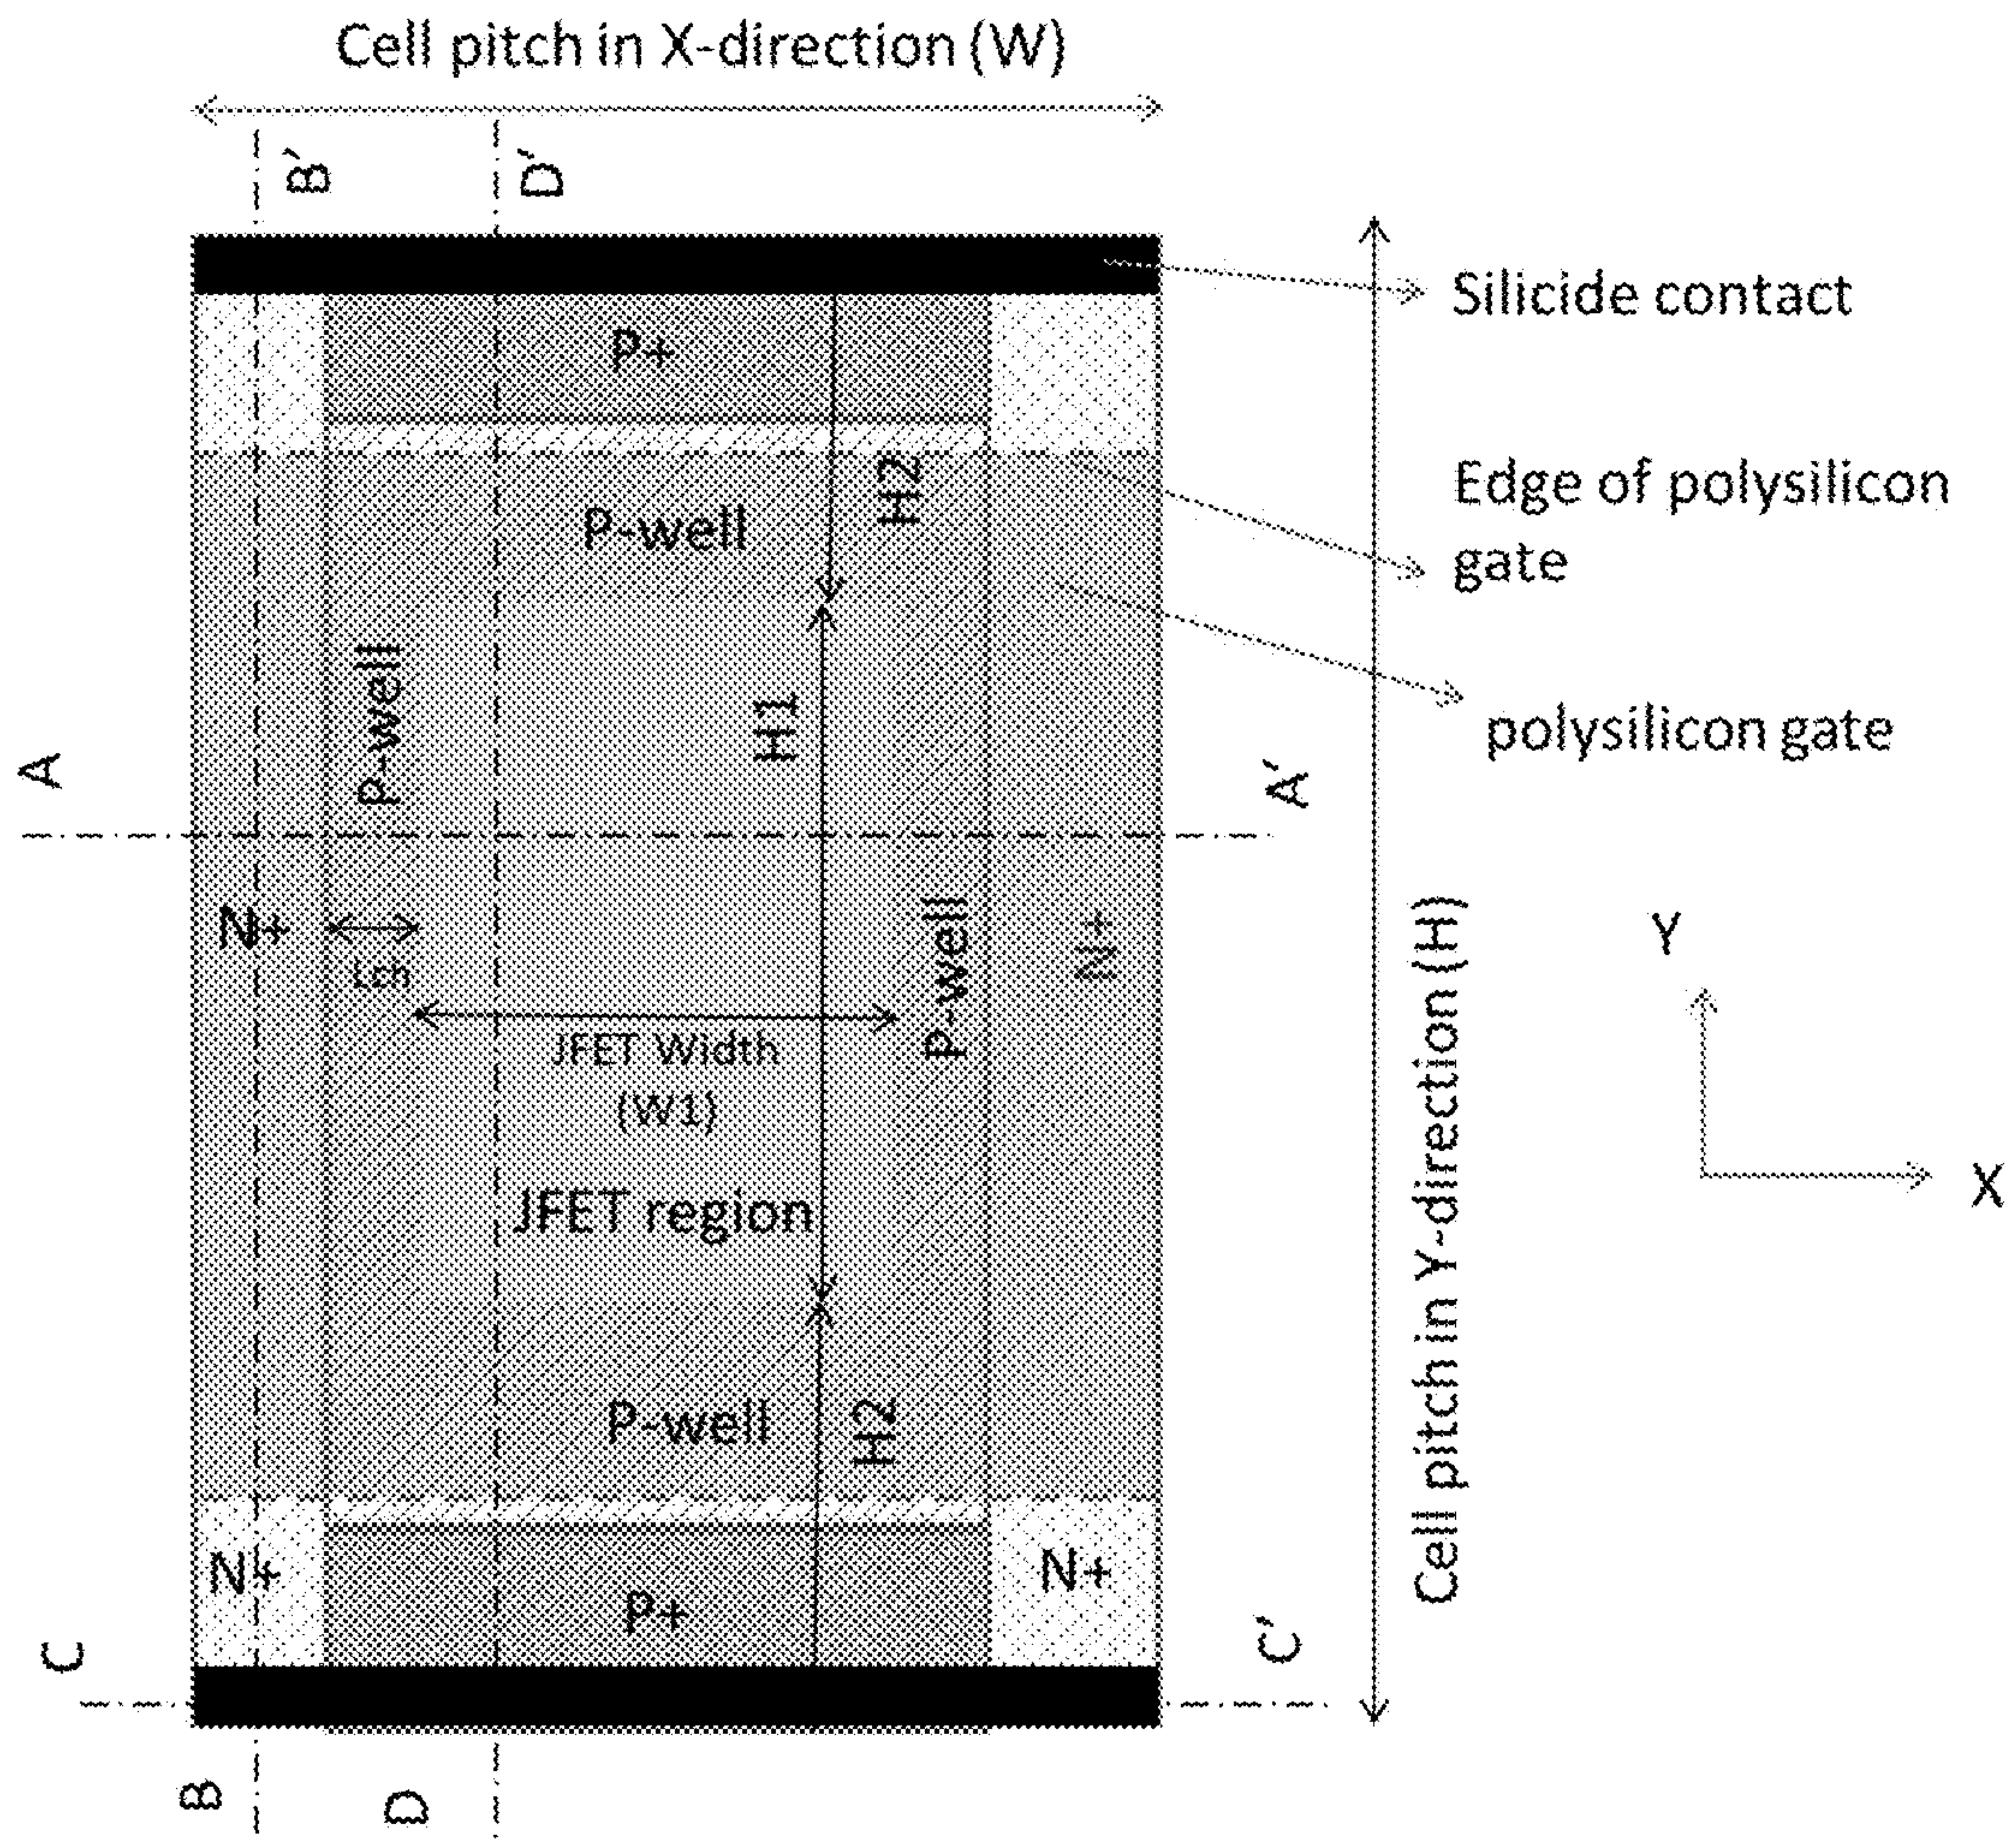 Cell pitch in X-direction (W)
B'
D'
Silicide contact
P+
Edge of polysilicon
gate
H2
P-well
P-well
H1
polysilicon gate
A
A'
N+
Lch
P-well
N+
Cell pitch in Y-direction (H)
Y
JFET Width
(W1)
X
JFET region
P-well
H2
N+
N+
P+
C
C'
B
D